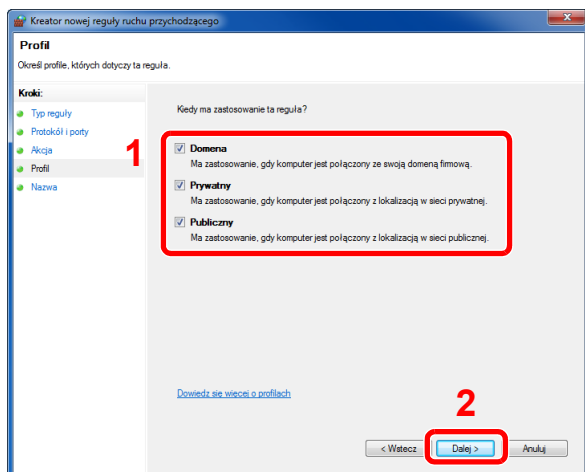 Kreator nowej reguły ruchu przychodzącego
Profil
Określ profile, których dotyczy ta reguła.
Kroki:
Typ reguły
Protokół i porty
Akcja
Profil
Nazwa
Kiedy ma zastosowanie ta reguła?
1
Domena
Ma zastosowanie, gdy komputer jest połączony ze swoją domeną firmową.
Prywatny
Ma zastosowanie, gdy komputer jest połączony z lokalizacją w sieci prywatnej.
Publiczny
Ma zastosowanie, gdy komputer jest połączony z lokalizacją w sieci publicznej.
Dowiedz się więcej o profilach
2
< Wstecz
Dalej >
Anuluj